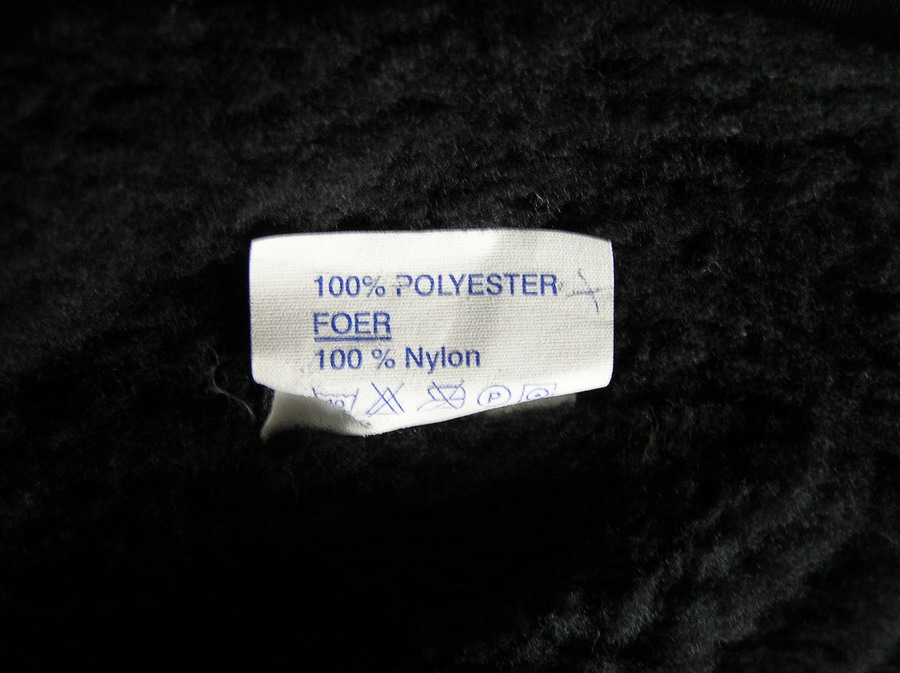 100% POLYESTER
FOER
100 % Nylon
P